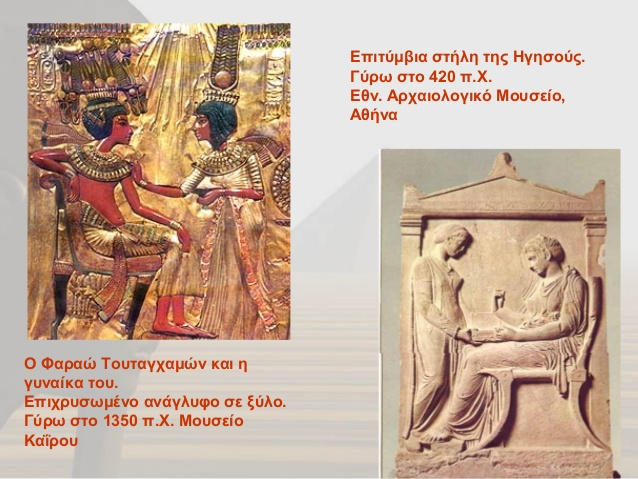 Επιτύμβια στήλη της Ηγησούς.
Γύρω στο 420 π.Χ.
Εθν. Αρχαιολογικό Μουσείο,
Αθήνα
Ο Φαραώ Τουταγχαμών και η
γυναίκα του.
Επιχρυσωμένο ανάγλυφο σε ξύλο.
Γύρω στο 1350 π.Χ. Μουσείο
Καΐρου